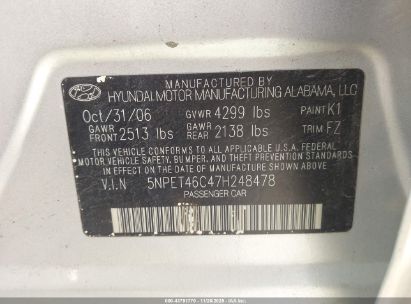 HYUNDAI MOTOR MANUFACTURING ALABAMA, LLC
Oct/31/06 GVWR 4299 lbs PAINT K1
GAWR FRONT 2513 lbs GAWR REAR 2138 lbs TRIM FZ
THIS VEHICLE CONFORMS TO ALL APPLICABLE U.S.A. FEDERAL
MOTOR VEHICLE SAFETY, BUMPER, AND THEFT PREVENTION STANDARDS
IN EFFECT ON THE DATE OF MANUFACTURE SHOWN ABOVE.
V.I.N 5NPET46C47H248478
PASSENGER CAR